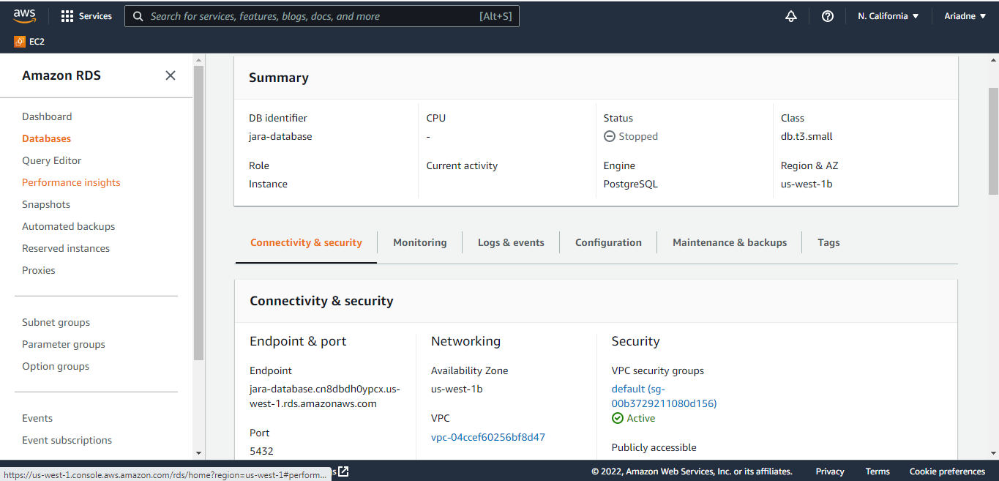 aws
Services
Search for services, features, blogs, docs, and more
[Alt+S]
N. California
Ariadne
EC2
Amazon RDS
Dashboard
Databases
Query Editor
Performance insights
Snapshots
Automated backups
Reserved instances
Proxies
Subnet groups
Parameter groups
Option groups
Events
Event subscriptions
Summary
DB identifier
jara-database
CPU
-
Status
Stopped
Class
db.t3.small
Role
Instance
Current activity
Engine
PostgreSQL
Region & AZ
us-west-1b
Connectivity & security
Monitoring
Logs & events
Configuration
Maintenance & backups
Tags
Connectivity & security
Endpoint & port
Endpoint
jara-database.cn8dbdh0ypcx.us-
west-1.rds.amazonaws.com
Port
5432
Networking
Availability Zone
us-west-1b
VPC
vpc-04ccef60256bf8d47
Security
VPC security groups
default (sg-
00b3729211080d156)
Active
Publicly accessible
https://us-west-1.console.aws.amazon.com/rds/home?region=us-west-1#perform...
© 2022, Amazon Web Services, Inc. or its affiliates.
Privacy
Terms
Cookie preferences